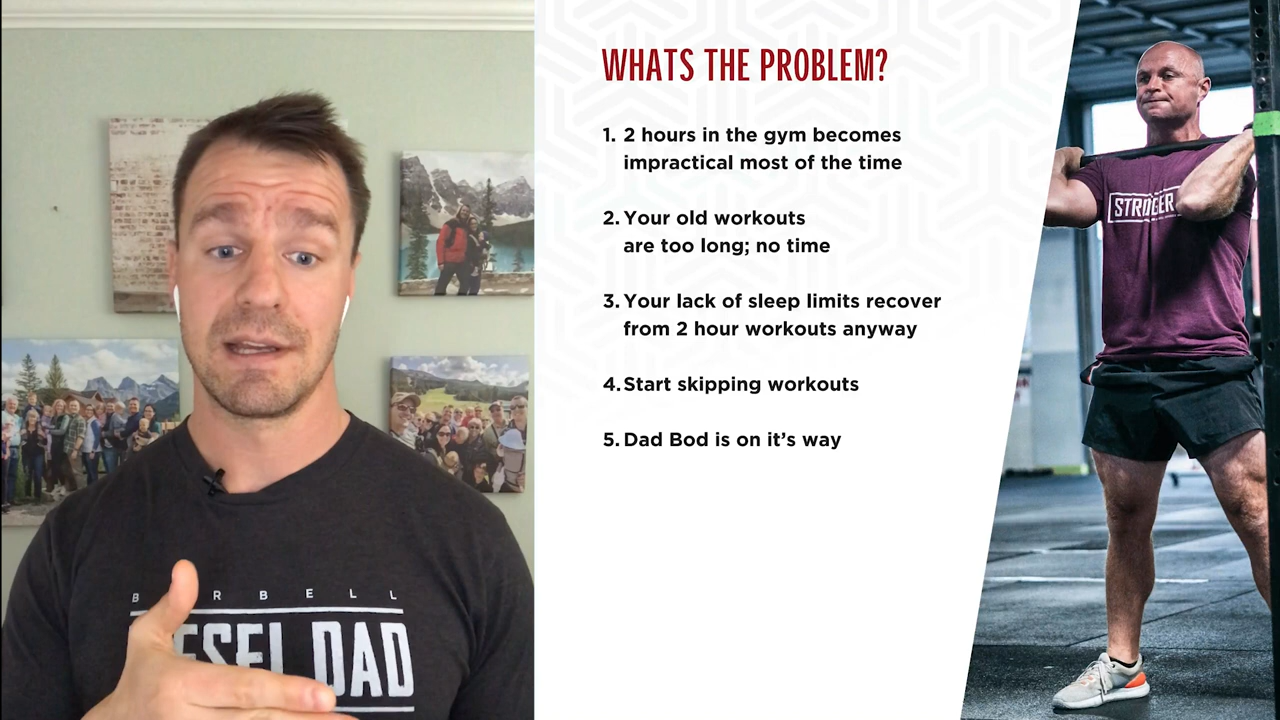 WHATS THE PROBLEM?
1. 2 hours in the gym becomes
impractical most of the time
2. Your old workouts
are too long; no time
3. Your lack of sleep limits recover
from 2 hour workouts anyway
4. Start skipping workouts
5. Dad Bod is on it's way
DAD